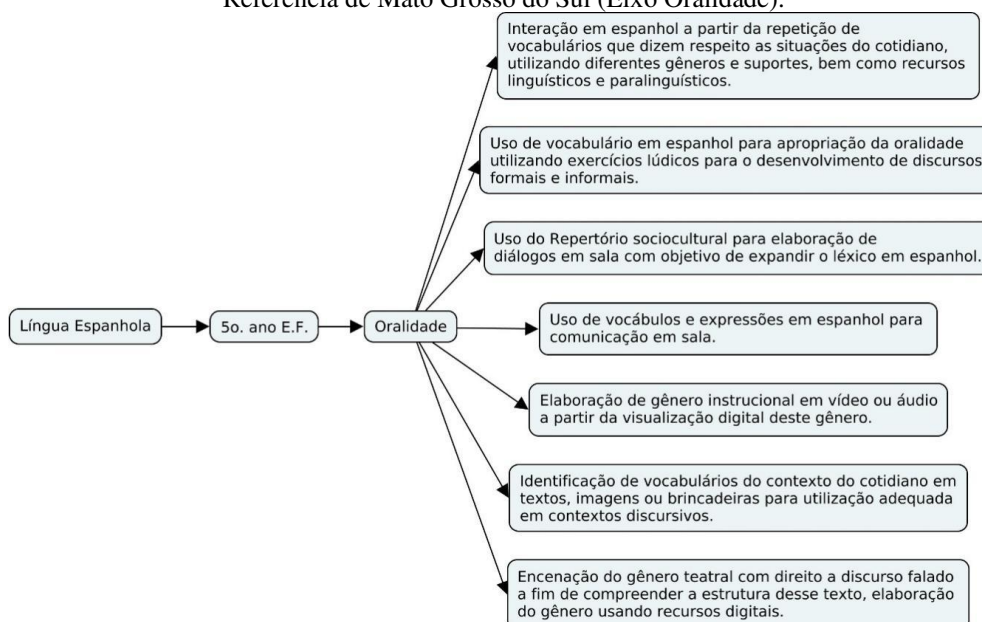 Referência de Mato Grosso do Sul (Eixo Oralidade).
Interação em espanhol a partir da repetição de
vocabulários que dizem respeito as situações do cotidiano,
utilizando diferentes gêneros e suportes, bem como recursos
linguísticos e paralinguísticos.
Uso de vocabulário em espanhol para apropriação da oralidade
utilizando exercícios lúdicos para o desenvolvimento de discursos
formais e informais.
Uso do Repertório sociocultural para elaboração de
diálogos em sala com objetivo de expandir o léxico em espanhol.
Língua Espanhola
5o. ano E.F.
Oralidade
Uso de vocábulos e expressões em espanhol para
comunicação em sala.
Elaboração de gênero instrucional em vídeo ou áudio
a partir da visualização digital deste gênero.
Identificação de vocabulários do contexto do cotidiano em
textos, imagens ou brincadeiras para utilização adequada
em contextos discursivos.
Encenação do gênero teatral com direito a discurso falado
a fim de compreender a estrutura desse texto, elaboração
do gênero usando recursos digitais.